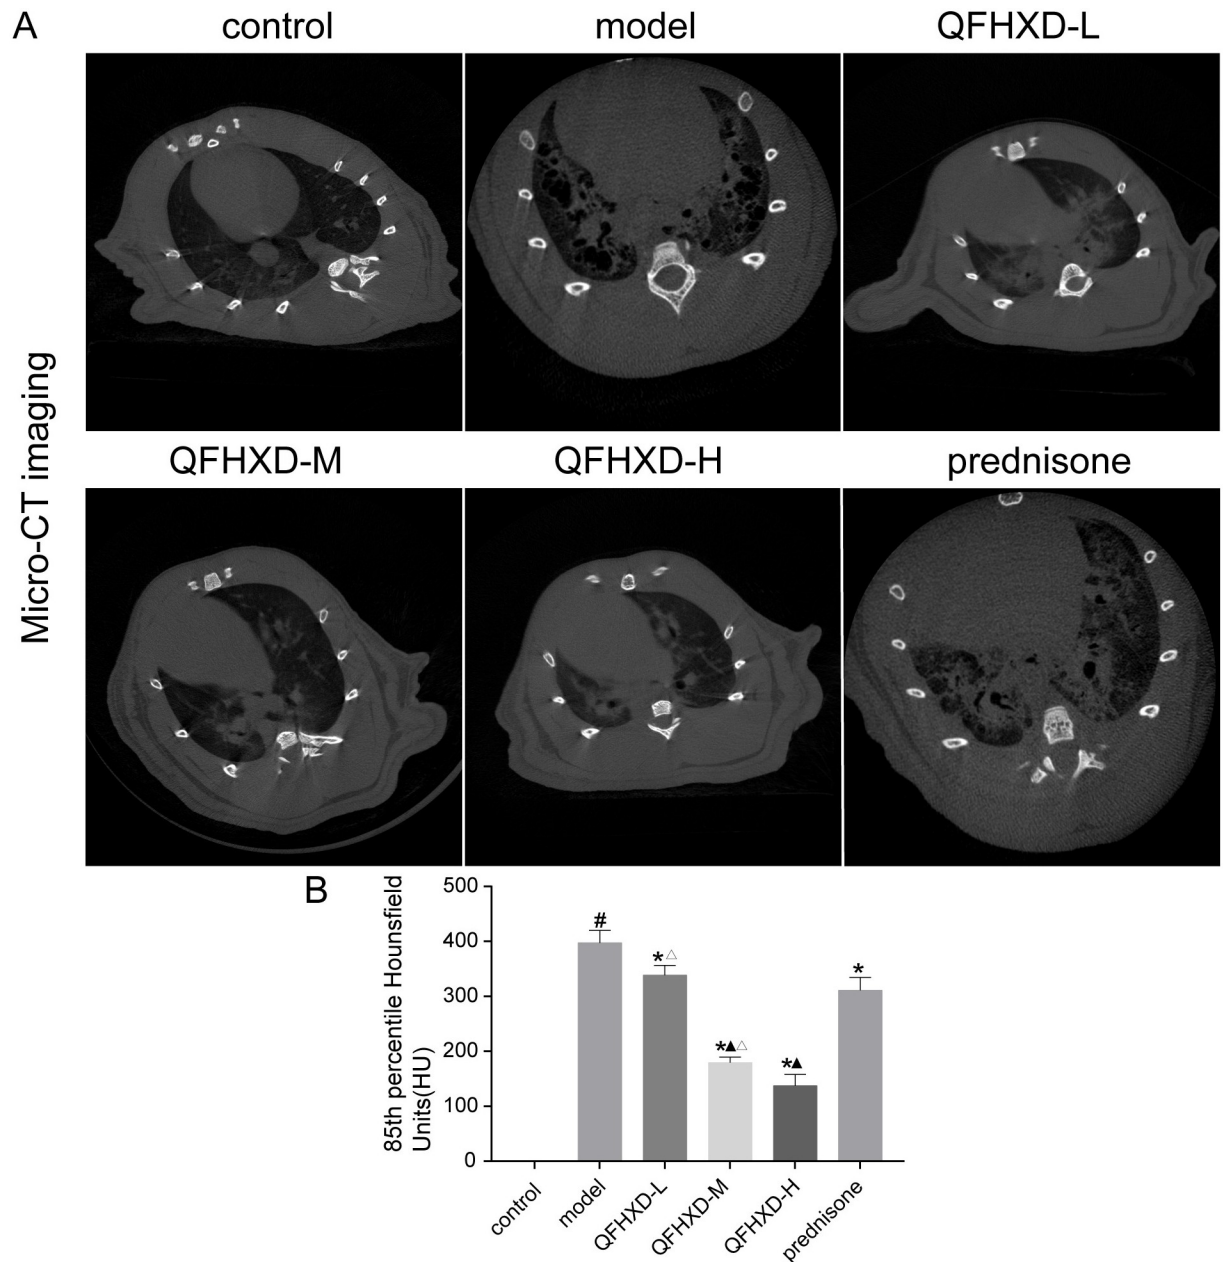 A
control
model
QFHXD-L
Micro-CT imaging
QFHXD-M
QFHXD-H
prednisone
B
85th percentile Hounsfield
Units(HU)
500
400
300
200
100
0
#
*△
*▲△
*▲
*
control
model
QFHXD-L
QFHXD-M
QFHXD-H
prednisone